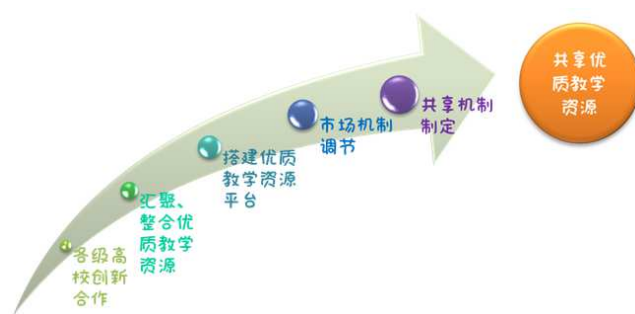 各级高
校创新
合作
汇聚、
整合优
质教学
资源
搭建优质
教学资源
平台
市场机制
调节
共享机制
制定
共享优
质教学
资源